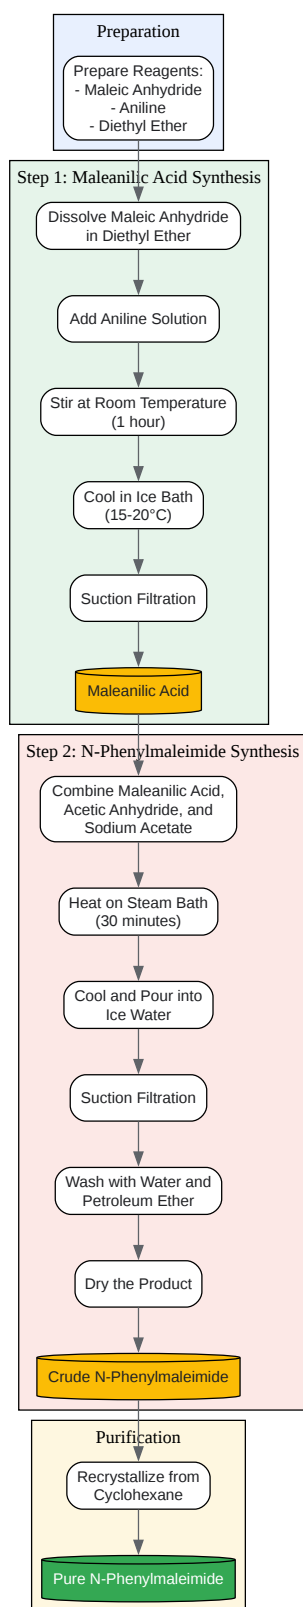 Preparation
Prepare Reagents:
- Maleic Anhydride
- Aniline
- Diethyl Ether
Step 1: Maleanilic Acid Synthesis
Dissolve Maleic Anhydride
in Diethyl Ether
Add Aniline Solution
Stir at Room Temperature
(1 hour)
Cool in Ice Bath
(15-20°C)
Suction Filtration
Maleanilic Acid
Step 2: N-Phenylmaleimide Synthesis
Combine Maleanilic Acid,
Acetic Anhydride, and
Sodium Acetate
Heat on Steam Bath
(30 minutes)
Cool and Pour into
Ice Water
Suction Filtration
Wash with Water and
Petroleum Ether
Dry the Product
Crude N-Phenylmaleimide
Purification
Recrystallize from
Cyclohexane
Pure N-Phenylmaleimide